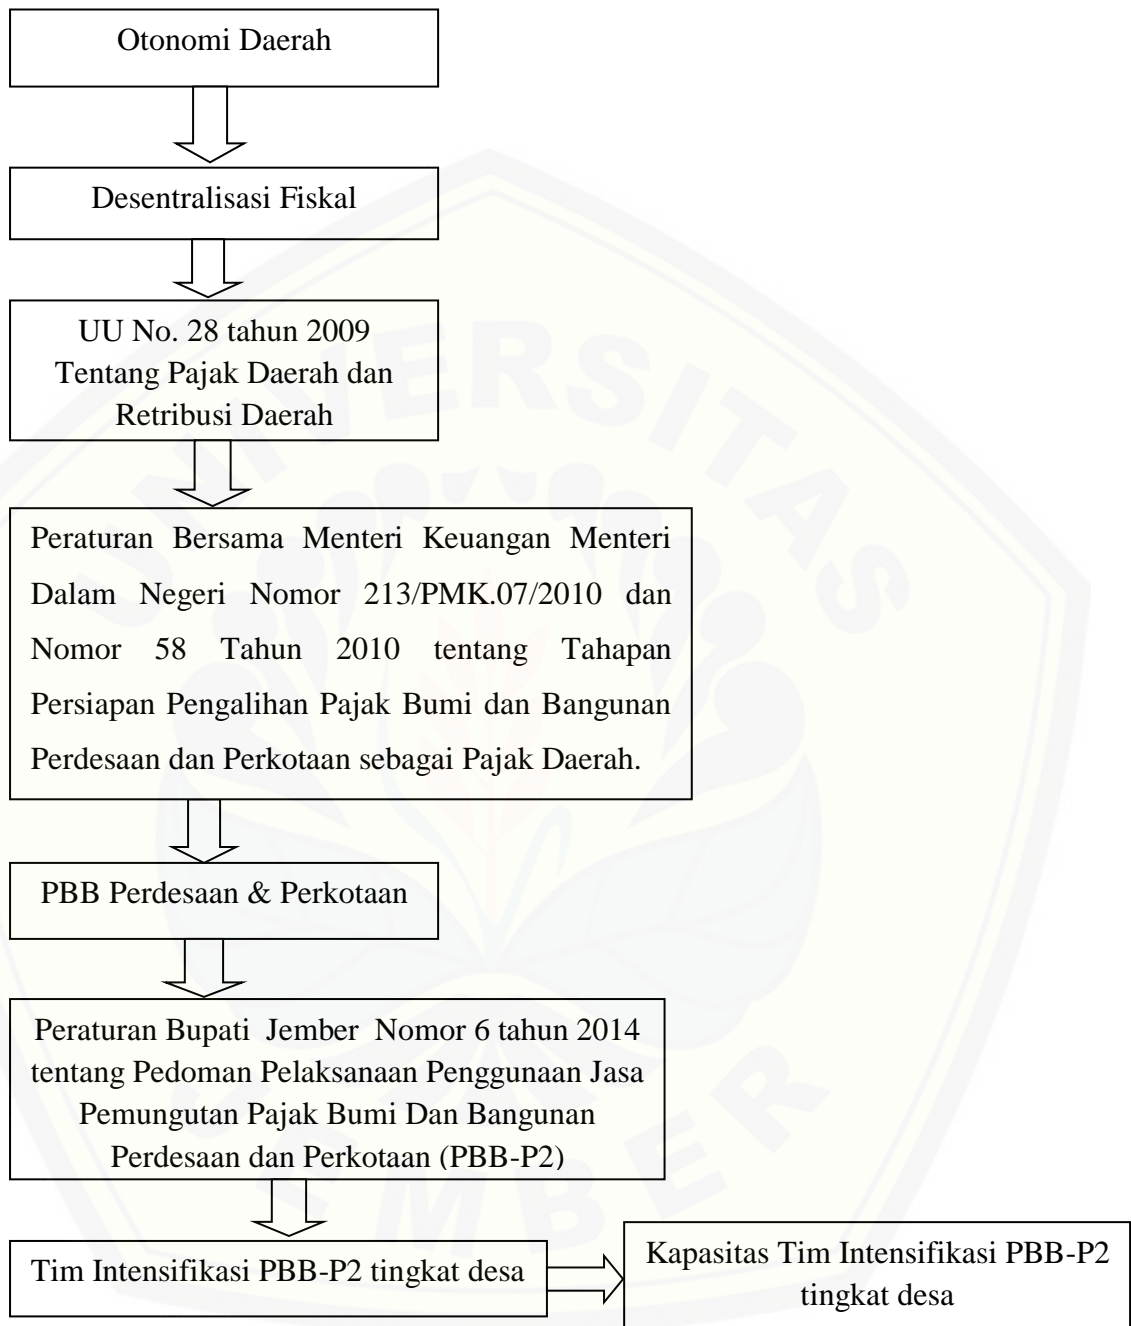 Otonomi Daerah
Desentralisasi Fiskal
UU No. 28 tahun 2009
Tentang Pajak Daerah dan
Retribusi Daerah
Peraturan Bersama Menteri Keuangan Menteri
Dalam Negeri Nomor 213/PMK.07/2010 dan
Nomor 58 Tahun 2010 tentang Tahapan
Persiapan Pengalihan Pajak Bumi dan Bangunan
Perdesaan dan Perkotaan sebagai Pajak Daerah.
PBB Perdesaan & Perkotaan
Peraturan Bupati Jember Nomor 6 tahun 2014
tentang Pedoman Pelaksanaan Penggunaan Jasa
Pemungutan Pajak Bumi Dan Bangunan
Perdesaan dan Perkotaan (PBB-P2)
Tim Intensifikasi PBB-P2 tingkat desa
Kapasitas Tim Intensifikasi PBB-P2
tingkat desa
UNIVERSITAS
JEMBER